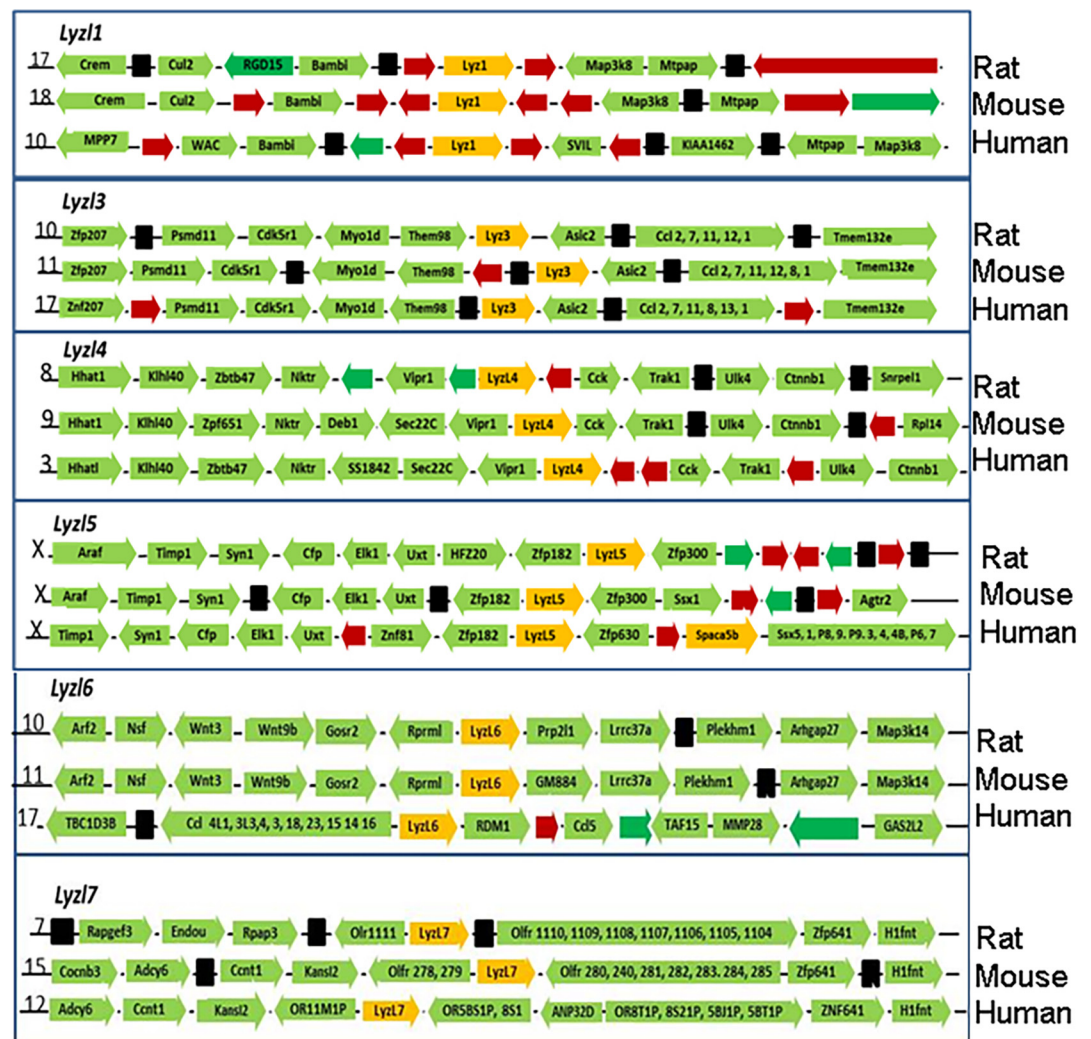 Lyzl1
17 Crem Cul2 RGD15 Bambi Lyz1 Map3k8 Mtpap Rat
18 Crem Cul2 Bambi Lyz1 Map3k8 Mtpap Mouse
10 MPP7 WAC Bambi Lyz1 SVIL KIAA1462 Mtpap Map3k8 Human
Lyzl3
10 Zfp207 Psmd11 Cdk5r1 Myo1d Them98 Lyz3 Asic2 Ccl 2, 7, 11, 12, 1 Tmem132e Rat
11 Zfp207 Psmd11 Cdk5r1 Myo1d Them98 Lyz3 Asic2 Ccl 2, 7, 11, 12, 8, 1 Tmem132e Mouse
17 Znf207 Psmd11 Cdk5r1 Myo1d Them98 Lyz3 Asic2 Ccl 2, 7, 11, 8, 13, 1 Tmem132e Human
Lyzl4
8 Hhat1 Klhl40 Zbtb47 Nktr Vipr1 LyzL4 Cck Trak1 Ulk4 Ctnnb1 Snrpel1 Rat
9 Hhat1 Klhl40 Zpf651 Nktr Deb1 Sec22C Vipr1 LyzL4 Cck Trak1 Ulk4 Ctnnb1 Rpl14 Mouse
3 Hhatl Klhl40 Zbtb47 Nktr SS1842 Sec22C Vipr1 LyzL4 Cck Trak1 Ulk4 Ctnnb1 Human
Lyzl5
X Araf Timp1 Syn1 Cfp Elk1 Uxt HFZ20 Zfp182 LyzL5 Zfp300 Rat
X Araf Timp1 Syn1 Cfp Elk1 Uxt Zfp182 LyzL5 Zfp300 Ssx1 Agtr2 Mouse
X Timp1 Syn1 Cfp Elk1 Uxt Znf81 Zfp182 LyzL5 Zfp630 Spaca5b Ssx5, 1, P8, 9. P9. 3, 4, 4B, P6, 7 Human
Lyzl6
10 Arf2 Nsf Wnt3 Wnt9b Gosr2 Rprml LyzL6 Prp2l1 Lrrc37a Plekhm1 Arhgap27 Map3k14 Rat
11 Arf2 Nsf Wnt3 Wnt9b Gosr2 Rprml LyzL6 GM884 Lrrc37a Plekhm1 Arhgap27 Map3k14 Mouse
17 TBC1D3B Ccl 4L1, 3L3,4, 3, 18, 23, 15 14 16 LyzL6 RDM1 Ccl5 TAF15 MMP28 GAS2L2 Human
Lyzl7
7 Rapgef3 Endou Rpap3 Olr1111 LyzL7 Olfr 1110, 1109, 1108, 1107, 1106, 1105, 1104 Zfp641 H1fnt Rat
15 Cocnb3 Adcy6 Ccnt1 Kansl2 Olfr 278, 279 LyzL7 Olfr 280, 240, 281, 282, 283. 284, 285 Zfp641 H1fnt Mouse
12 Adcy6 Ccnt1 Kansl2 OR11M1P LyzL7 OR5BS1P, 8S1 ANP32D OR8T1P, 8S21P, 5BJ1P, 5BT1P ZNF641 H1fnt Human